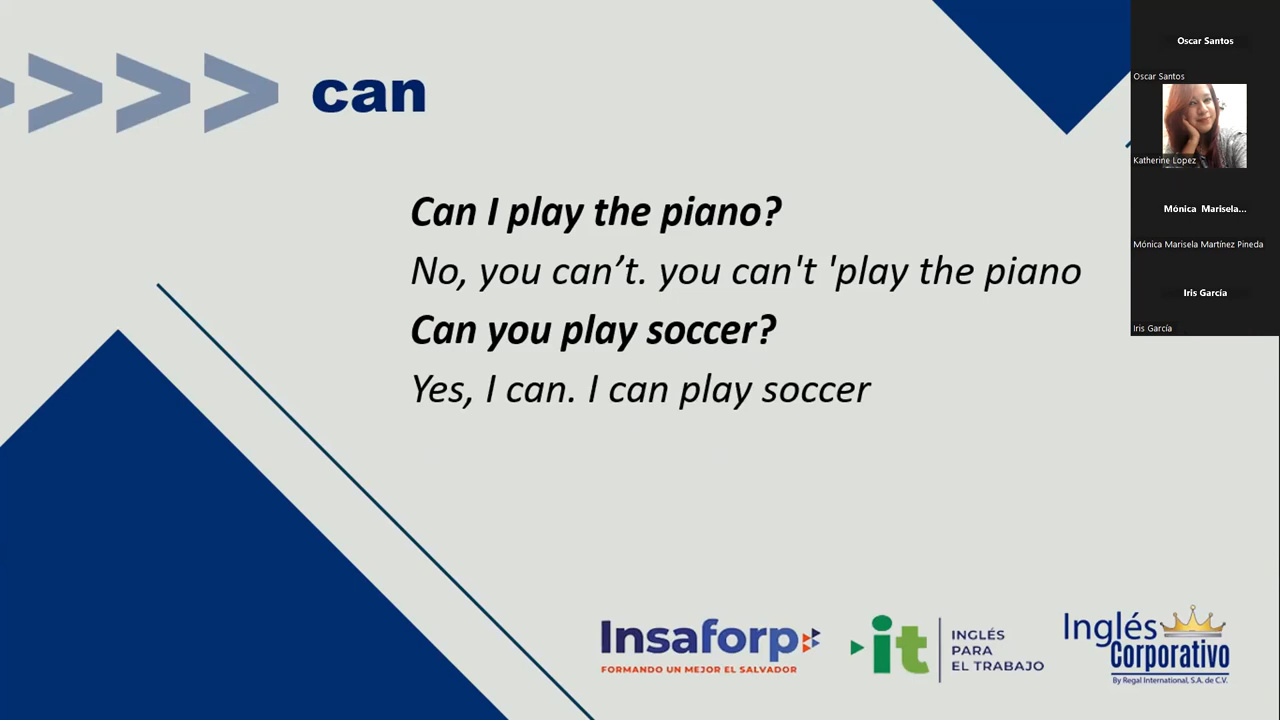 can
Can I play the piano?
No, you can’t. you can't 'play the piano
Can you play soccer?
Yes, I can. I can play soccer
Oscar Santos
Oscar Santos
Katherine Lopez
Mónica Marisela...
Mónica Marisela Martínez Pineda
Iris García
Iris García
Insaforp
FORMANDO UN MEJOR EL SALVADOR
it
INGLÉS
PARA
EL TRABAJO
Inglés
Corporativo
By Regal International, S.A. de C.V.